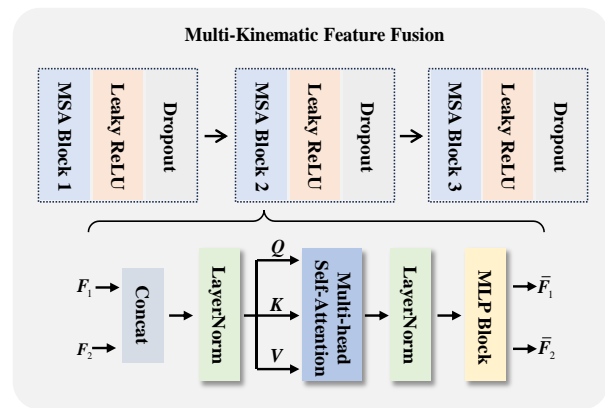 Multi-Kinematic Feature Fusion
MSA Block 1
Leaky ReLU
Dropout
MSA Block 2
Leaky ReLU
Dropout
MSA Block 3
Leaky ReLU
Dropout
F₁
F₂
Concat
LayerNorm
Q
K
V
Multi-head
Self-Attention
LayerNorm
MLP Block
F̅₁
F̅₂